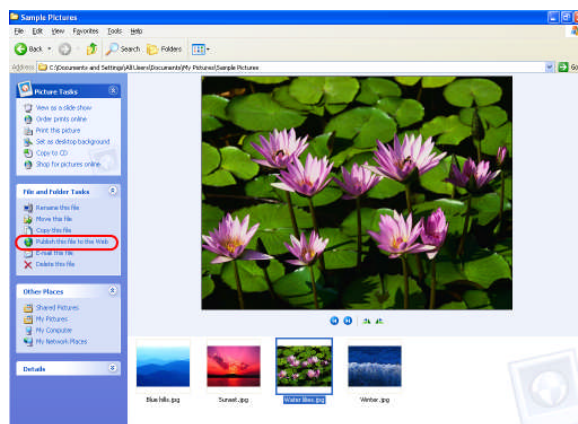 Sample Pictures
File Edit View Favorites Tools Help
Back Search Folders
Address C:\Documents and Settings\All Users\Documents\My Pictures\Sample Pictures Go
Picture Tasks
View as a slide show
Order prints online
Print this picture
Set as desktop background
Copy to CD
Shop for pictures online
File and Folder Tasks
Rename this file
Move this file
Copy this file
Publish this file to the Web
E-mail this file
Delete this file
Other Places
Shared Pictures
My Pictures
My Computer
My Network Places
Details
Blue hills.jpg Sunset.jpg Water lilies.jpg Winter.jpg